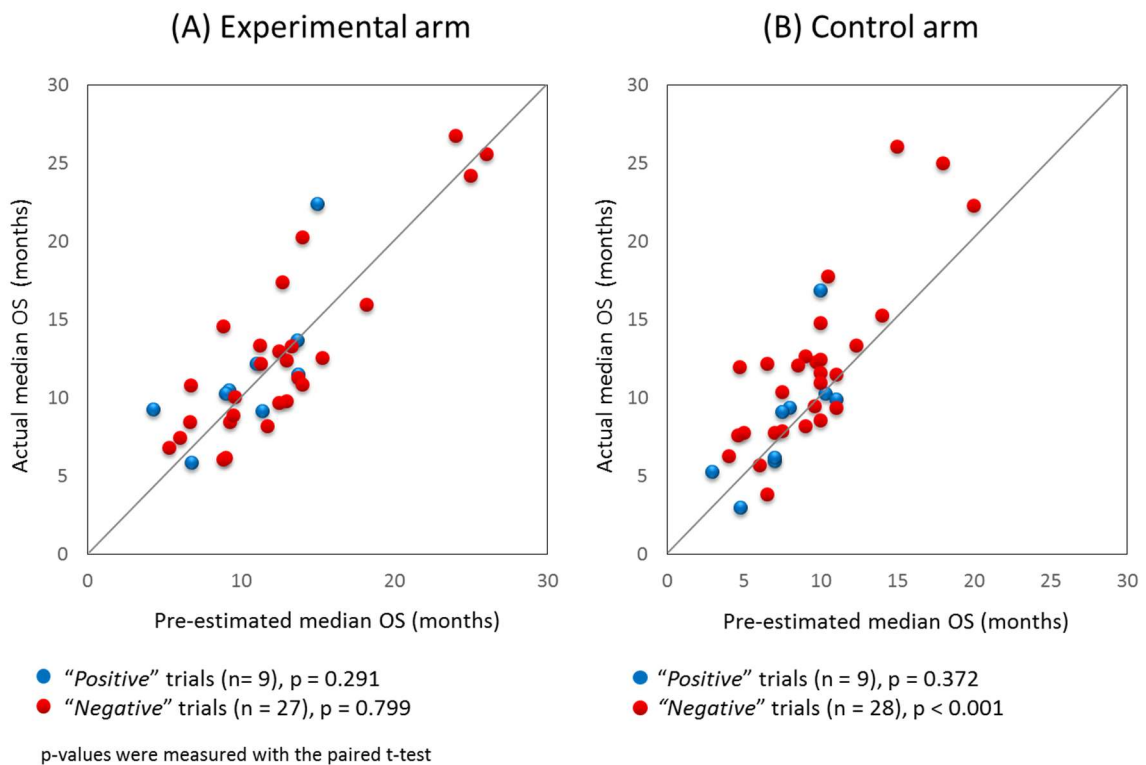 (A) Experimental arm
(B) Control arm
Actual median OS (months)
30
25
20
15
10
5
0
0
10
20
30
Pre-estimated median OS (months)
Actual median OS (months)
30
25
20
15
10
5
0
0
5
10
15
20
25
30
Pre-estimated median OS (months)
“Positive” trials (n= 9), p = 0.291
“Negative” trials (n = 27), p = 0.799
“Positive” trials (n = 9), p = 0.372
“Negative” trials (n = 28), p < 0.001
p-values were measured with the paired t-test